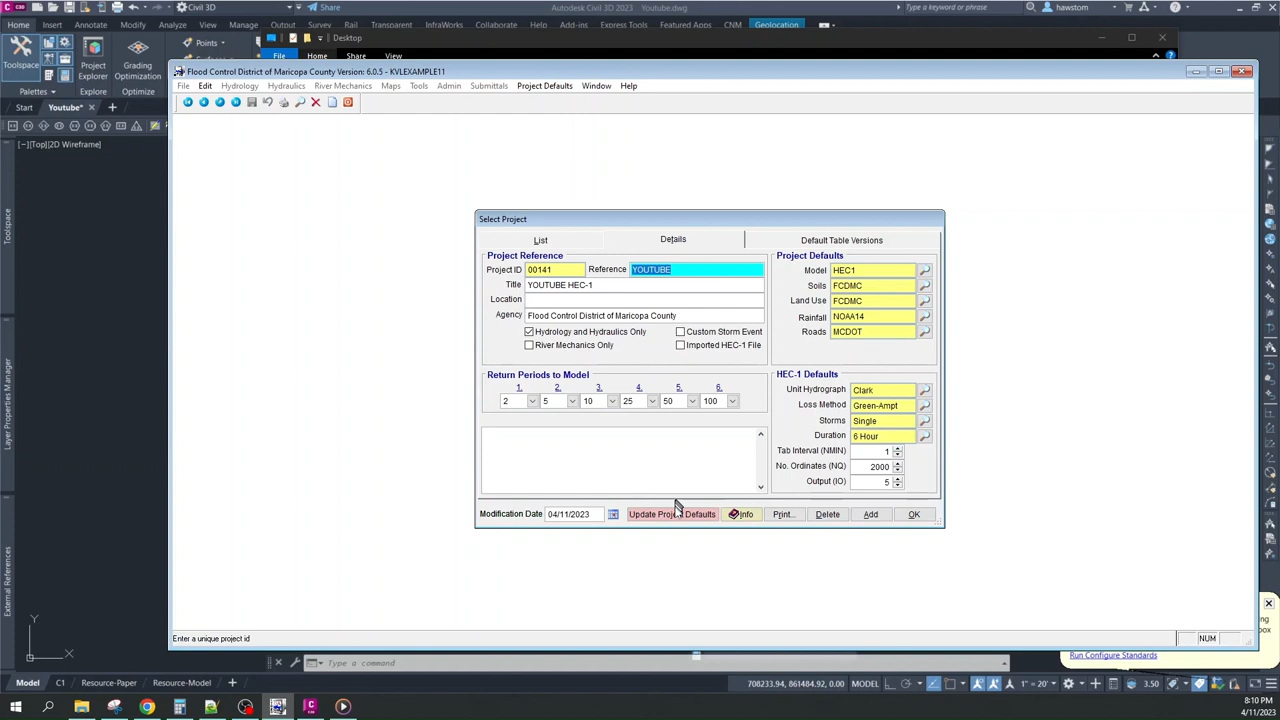 CIVIL 3D Autodesk Civil 3D Share Autodesk Civil 3D 2023 Youtube.dwg Type a keyword or phrase hawstom
Home Insert Annotate Modify Analyze View Manage Output Survey Rail Transparent InfraWorks Collaborate Help Add-ins Express Tools Featured Apps CNM Geolocation
Toolspace Project Explorer Grading Optimization Points Desktop
File Home Share View
Palettes Explore Optimize
Flood Control District of Maricopa County Version: 6.0.5 - KVLEXAMPLE11
File Edit Hydrology Hydraulics River Mechanics Maps Tools Admin Submittals Project Defaults Window Help
Start Youtube*
[−][Top][2D Wireframe]
Toolspace
Layer Properties Manager
External References
Select Project
List Details Default Table Versions
Project Reference
Project ID 00141 Reference YOUTUBE
Title YOUTUBE HEC-1
Location
Agency Flood Control District of Maricopa County
Hydrology and Hydraulics Only Custom Storm Event
River Mechanics Only Imported HEC-1 File
Return Periods to Model
1. 2. 3. 4. 5. 6.
2 5 10 25 50 100
Project Defaults
Model HEC1
Soils FCDMC
Land Use FCDMC
Rainfall NOAA14
Roads MCDOT
HEC-1 Defaults
Unit Hydrograph Clark
Loss Method Green-Ampt
Storms Single
Duration 6 Hour
Tab Interval (NMIN) 1
No. Ordinates (NQ) 2000
Output (IO) 5
Modification Date 04/11/2023 Update Project Defaults Info Print... Delete Add OK
Enter a unique project id NUM
Run Configure Standards
Y
X
Type a command
Model C1 Resource-Paper Resource-Model 708233.94, 861484.92, 0.00 MODEL 1" = 20' 3.50
8:10 PM
4/11/2023